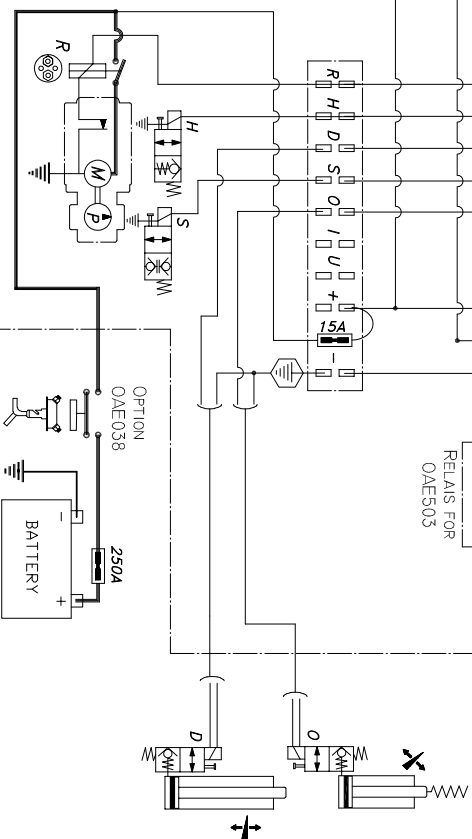 R
R
H
D
S
O
I
U
+
15A
-
H
S
M
P
OPTION
OAE038
RELAIS FOR
OAE503
250A
-
BATTERY
+
D
O